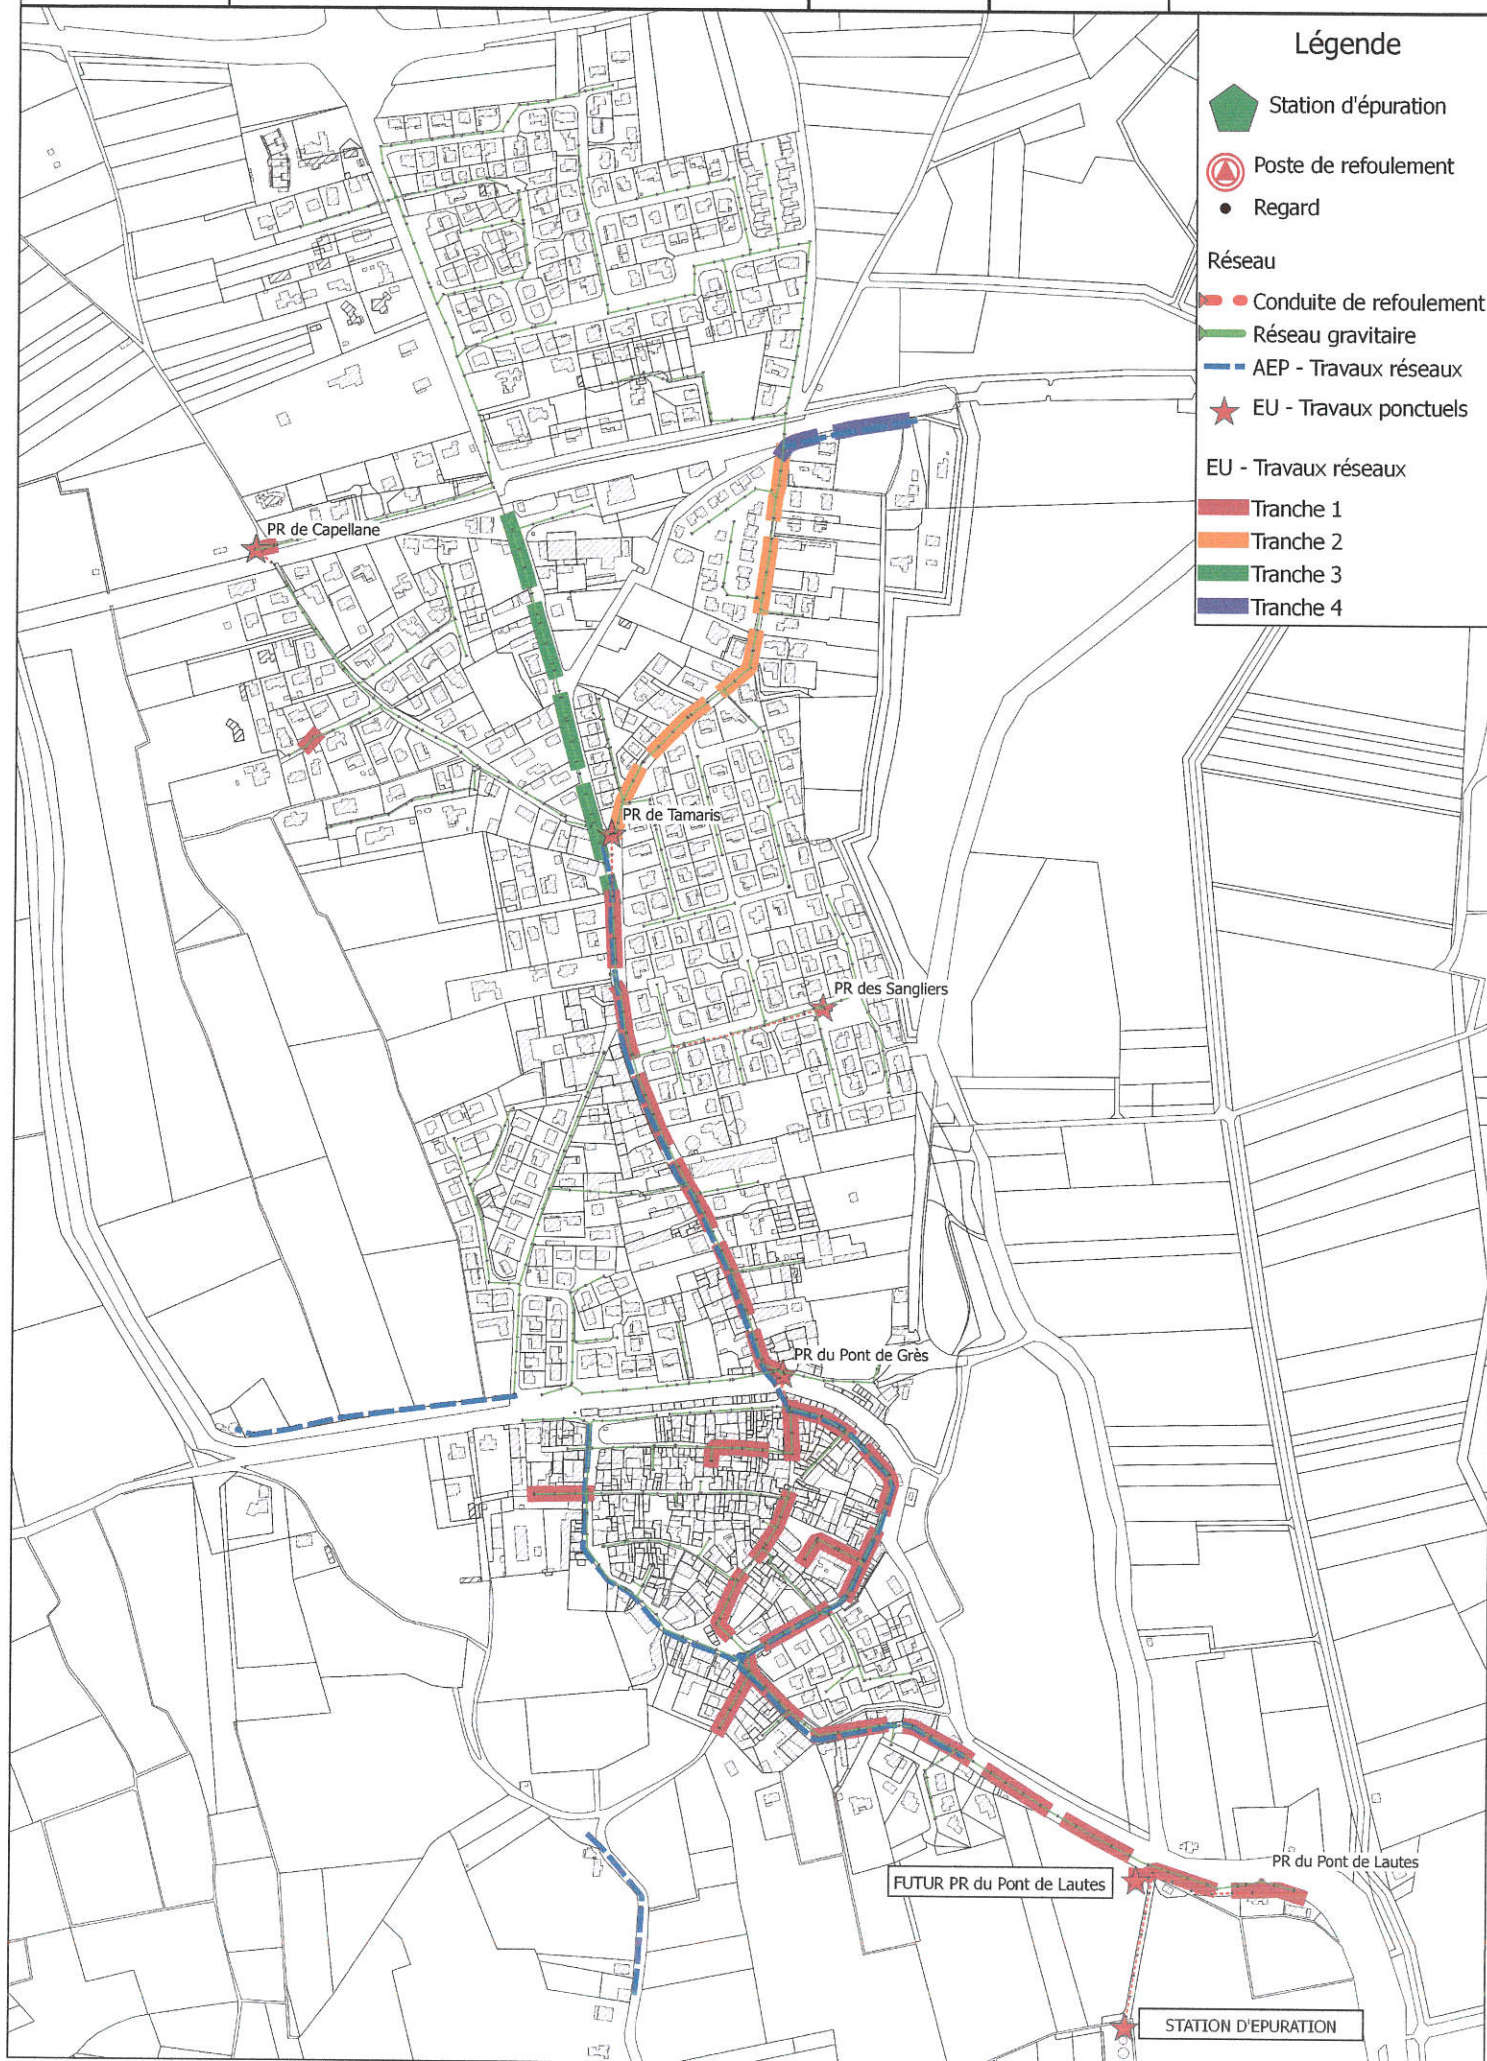 Légende
Station d'épuration
Poste de refoulement
Regard
Réseau
Conduite de refoulement
Réseau gravitaire
AEP - Travaux réseaux
EU - Travaux ponctuels
EU - Travaux réseaux
Tranche 1
Tranche 2
Tranche 3
Tranche 4
PR de Capellane
PR de Tamaris
PR des Sangliers
PR du Pont de Grès
PR du Pont de Lautes
FUTUR PR du Pont de Lautes
STATION D'EPURATION